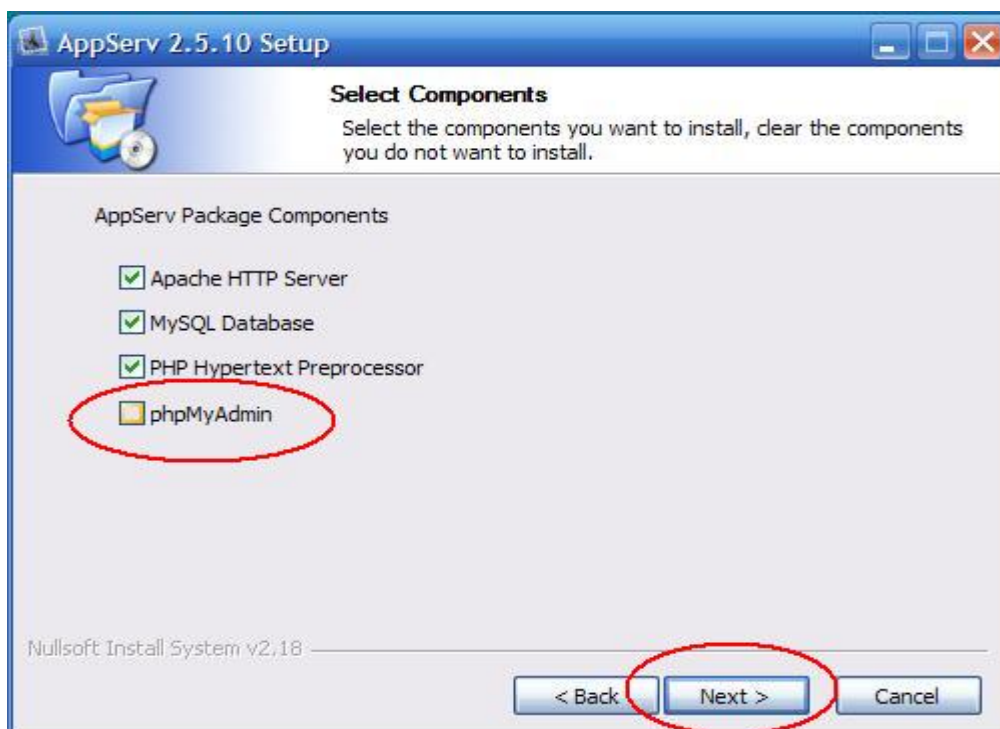 AppServ 2.5.10 Setup
Select Components
Select the components you want to install, clear the components
you do not want to install.
AppServ Package Components
Apache HTTP Server
MySQL Database
PHP Hypertext Preprocessor
phpMyAdmin
Nullsoft Install System v2.18
< Back Next > Cancel